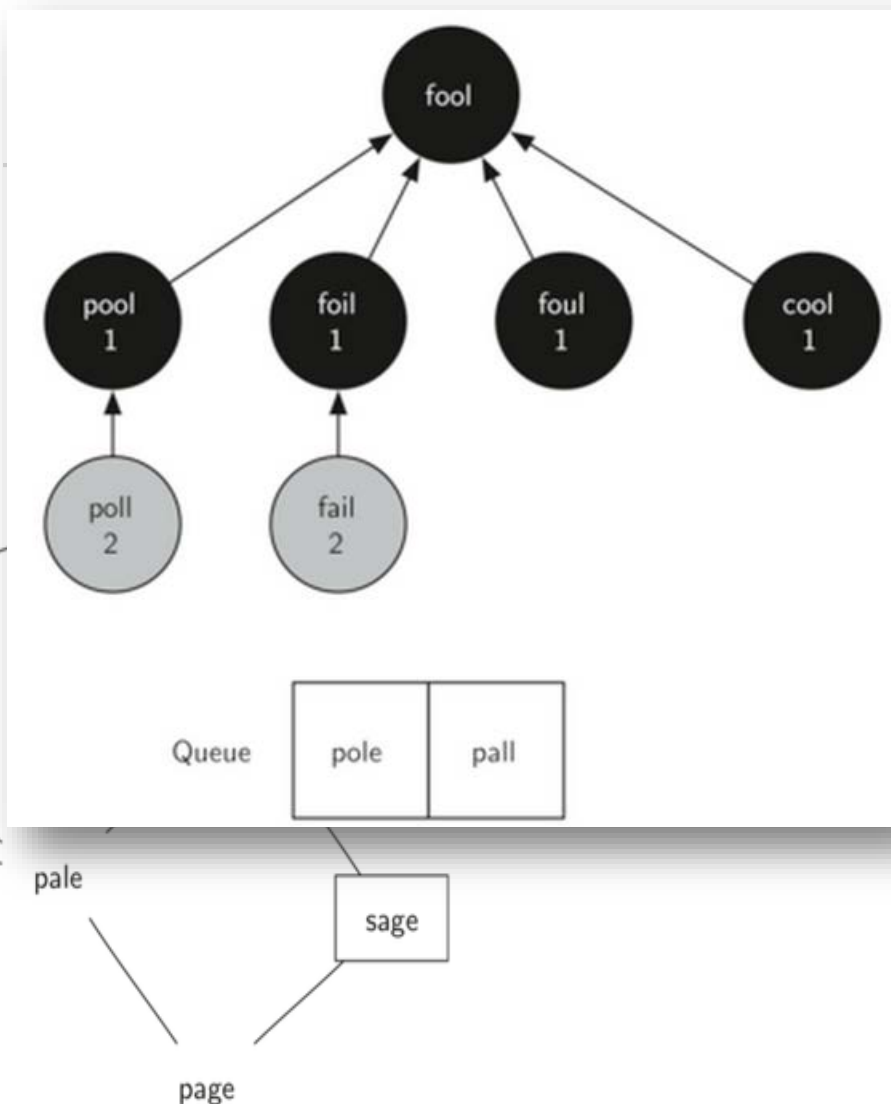 fool
pool
1
foil
1
foul
1
cool
1
poll
2
fail
2
Queue
pole
pall
pale
sage
page